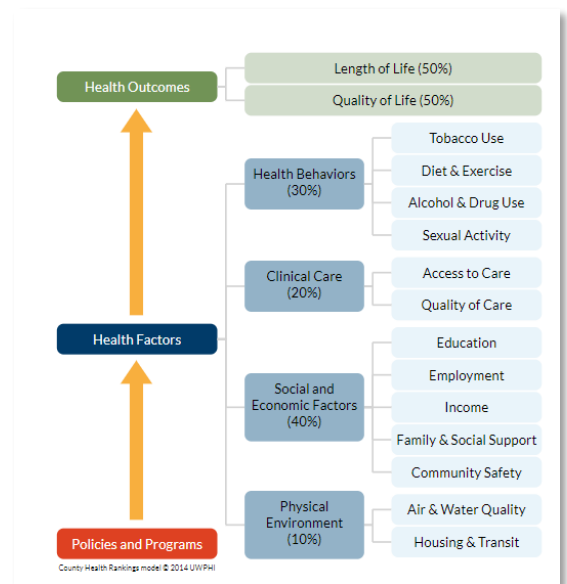 Health Outcomes
Length of Life (50%)
Quality of Life (50%)
Health Factors
Health Behaviors
(30%)
Tobacco Use
Diet & Exercise
Alcohol & Drug Use
Sexual Activity
Clinical Care
(20%)
Access to Care
Quality of Care
Social and
Economic Factors
(40%)
Education
Employment
Income
Family & Social Support
Community Safety
Physical
Environment
(10%)
Air & Water Quality
Housing & Transit
Policies and Programs
County Health Rankings model © 2014 UWPHI